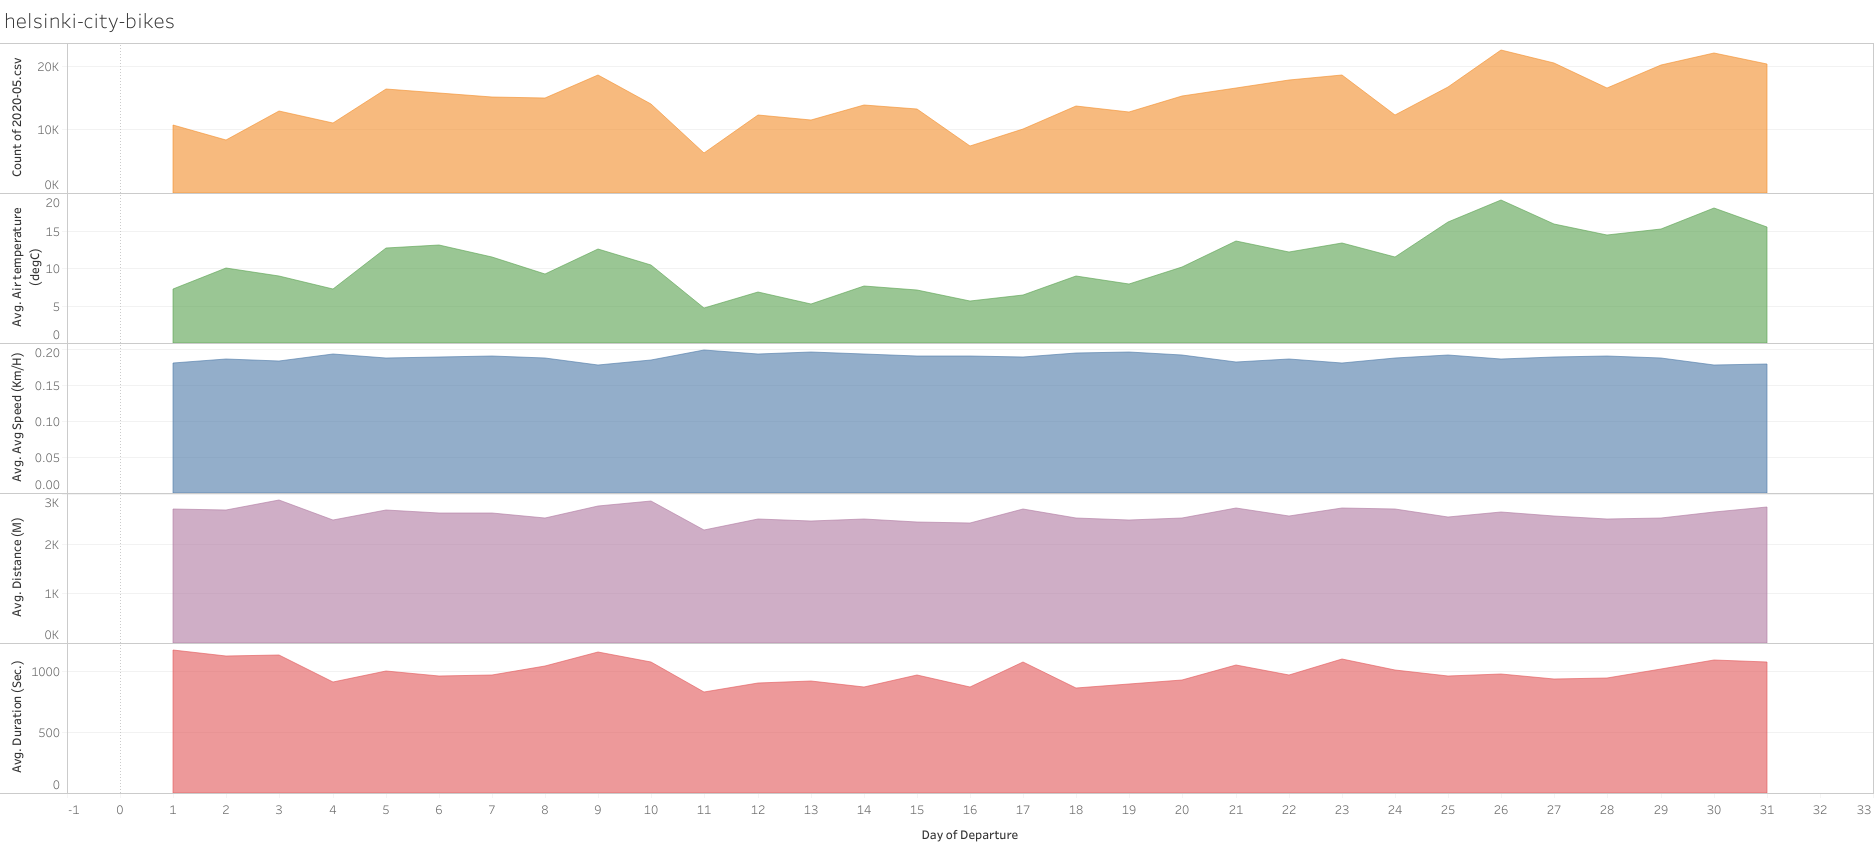 helsinki-city-bikes
Count of 2020-05.csv
20K
10K
0K
Avg. Air temperature
(degC)
20
15
10
5
0
Avg. Avg Speed (Km/H)
0.20
0.15
0.10
0.05
0.00
Avg. Distance (M)
3K
2K
1K
0K
Avg. Duration (Sec.)
1000
500
0
-1 0 1 2 3 4 5 6 7 8 9 10 11 12 13 14 15 16 17 18 19 20 21 22 23 24 25 26 27 28 29 30 31 32 33
Day of Departure